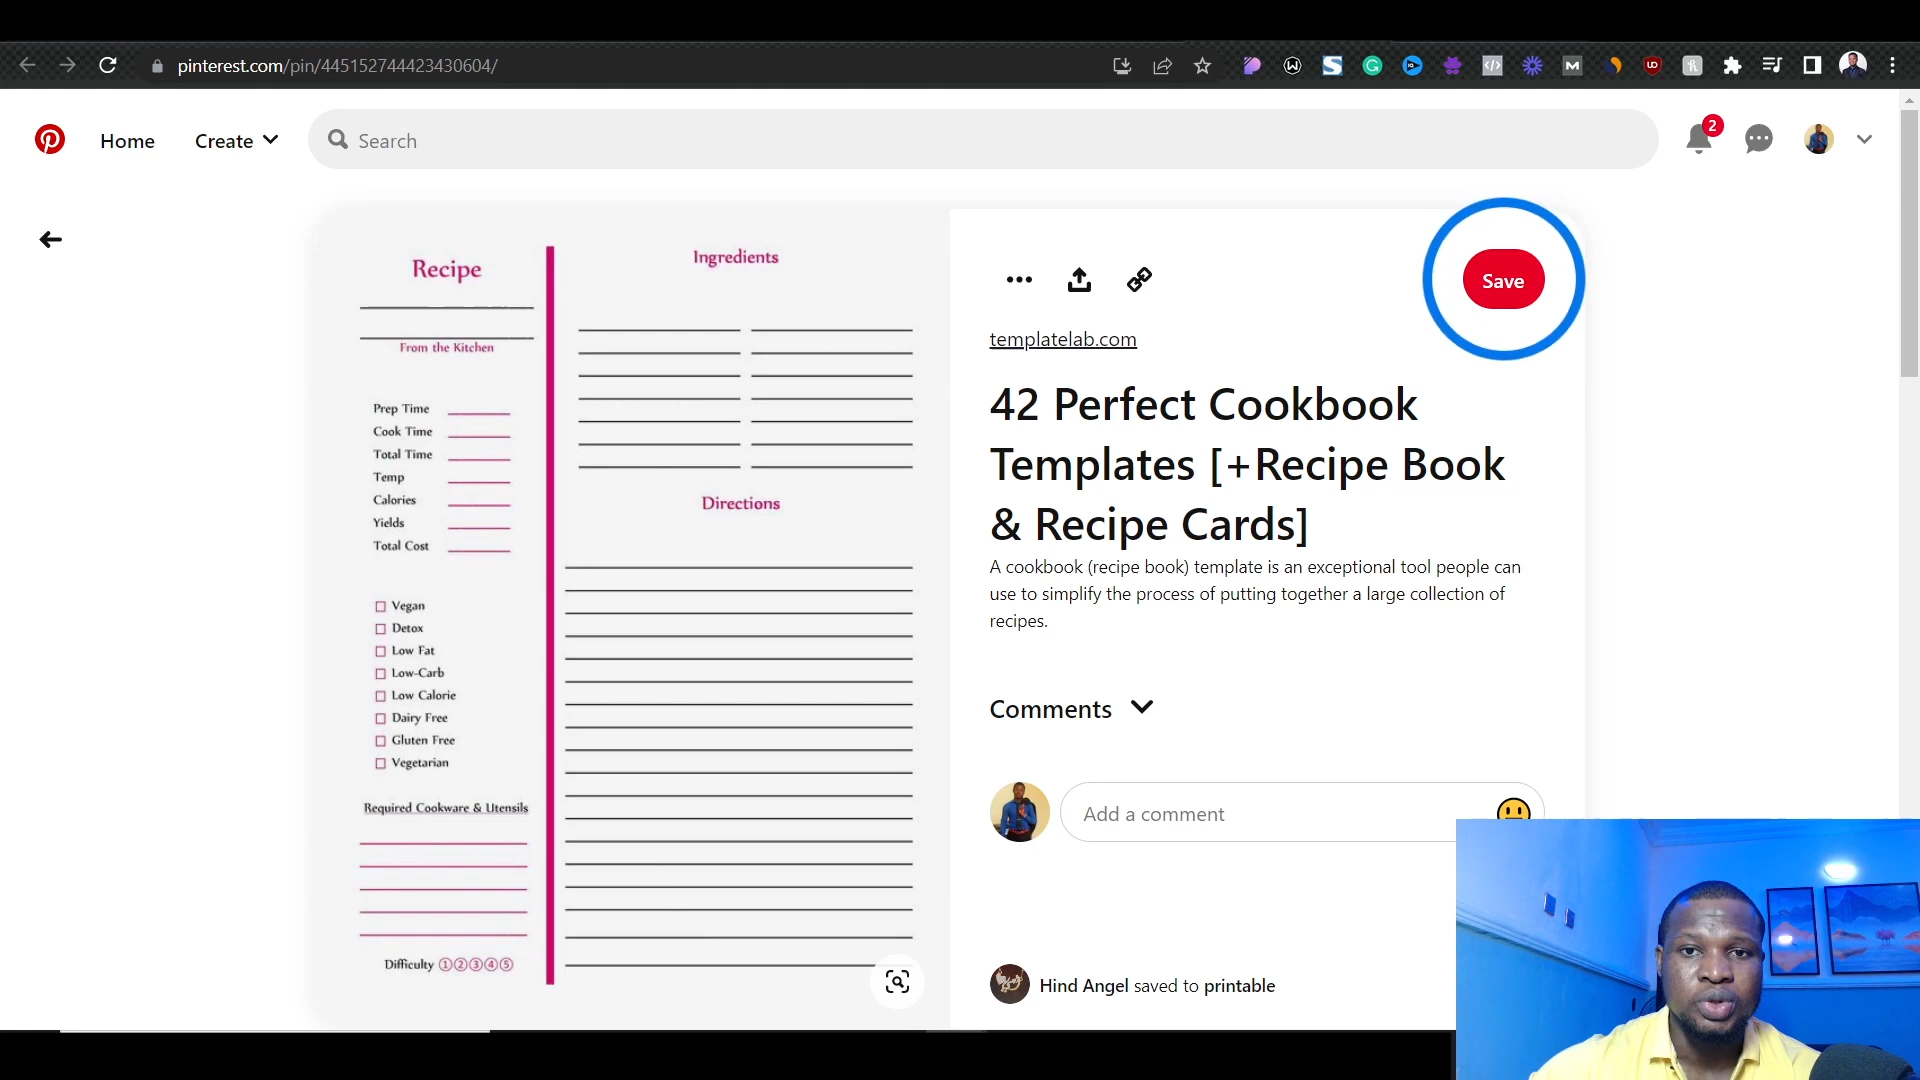 pinterest.com/pin/445152744423430604/
Home
Create
Search
2
Recipe
From the Kitchen
Prep Time
Cook Time
Total Time
Temp
Calories
Yields
Total Cost
Vegan
Detox
Low Fat
Low-Carb
Low Calorie
Dairy Free
Gluten Free
Vegetarian
Required Cookware & Utensils
Difficulty ①②③④⑤
Ingredients
Directions
Save
templatelab.com
42 Perfect Cookbook
Templates [+Recipe Book
& Recipe Cards]
A cookbook (recipe book) template is an exceptional tool people can
use to simplify the process of putting together a large collection of
recipes.
Comments
Add a comment
Hind Angel saved to printable